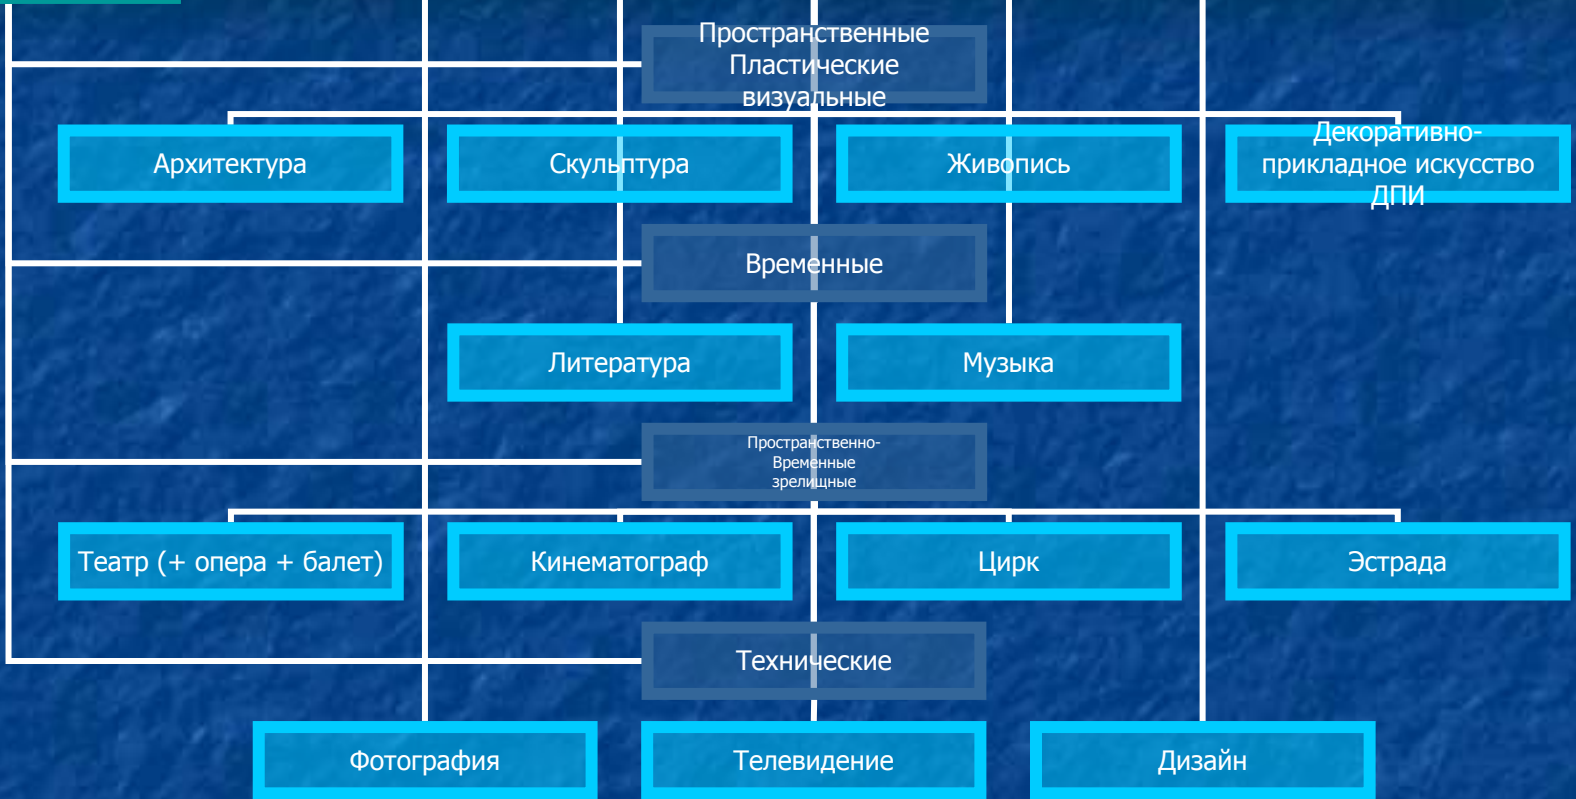 Пространственные
Пластические
визуальные
Архитектура
Скульптура
Живопись
Декоративно-
прикладное искусство
ДПИ
Временные
Литература
Музыка
Пространственно-
Временные
зрелищные
Театр (+ опера + балет)
Кинематограф
Цирк
Эстрада
Технические
Фотография
Телевидение
Дизайн